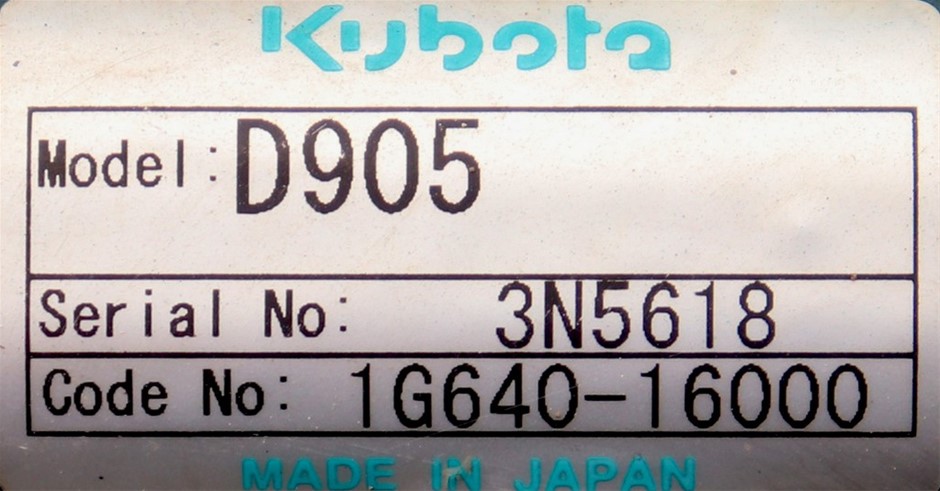 Kubota
Model: D905
Serial No: 3N5618
Code No: 1G640-16000
MADE IN JAPAN